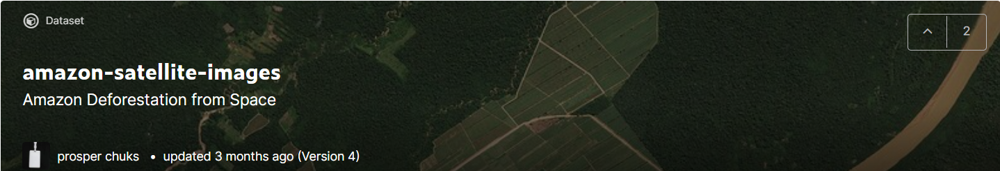 Dataset
2
amazon-satellite-images
Amazon Deforestation from Space
prosper chuks • updated 3 months ago (Version 4)